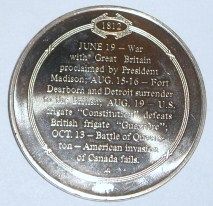 1812
JUNE 19 — War
with Great Britain
proclaimed by President
Madison; AUG. 15-16 — Fort
Dearborn and Detroit surrender
to the British; AUG. 19 — U.S.
frigate "Constitution" defeats
British frigate "Guerrière";
OCT. 13 — Battle of Queens-
ton — American invasion
of Canada fails.